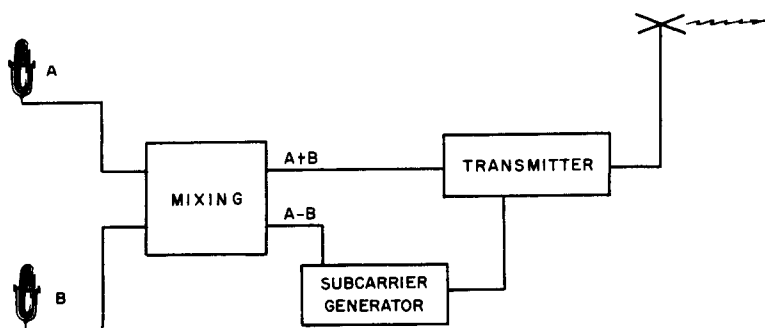 A
A+B
TRANSMITTER
MIXING
A-B
B
SUBCARRIER
GENERATOR